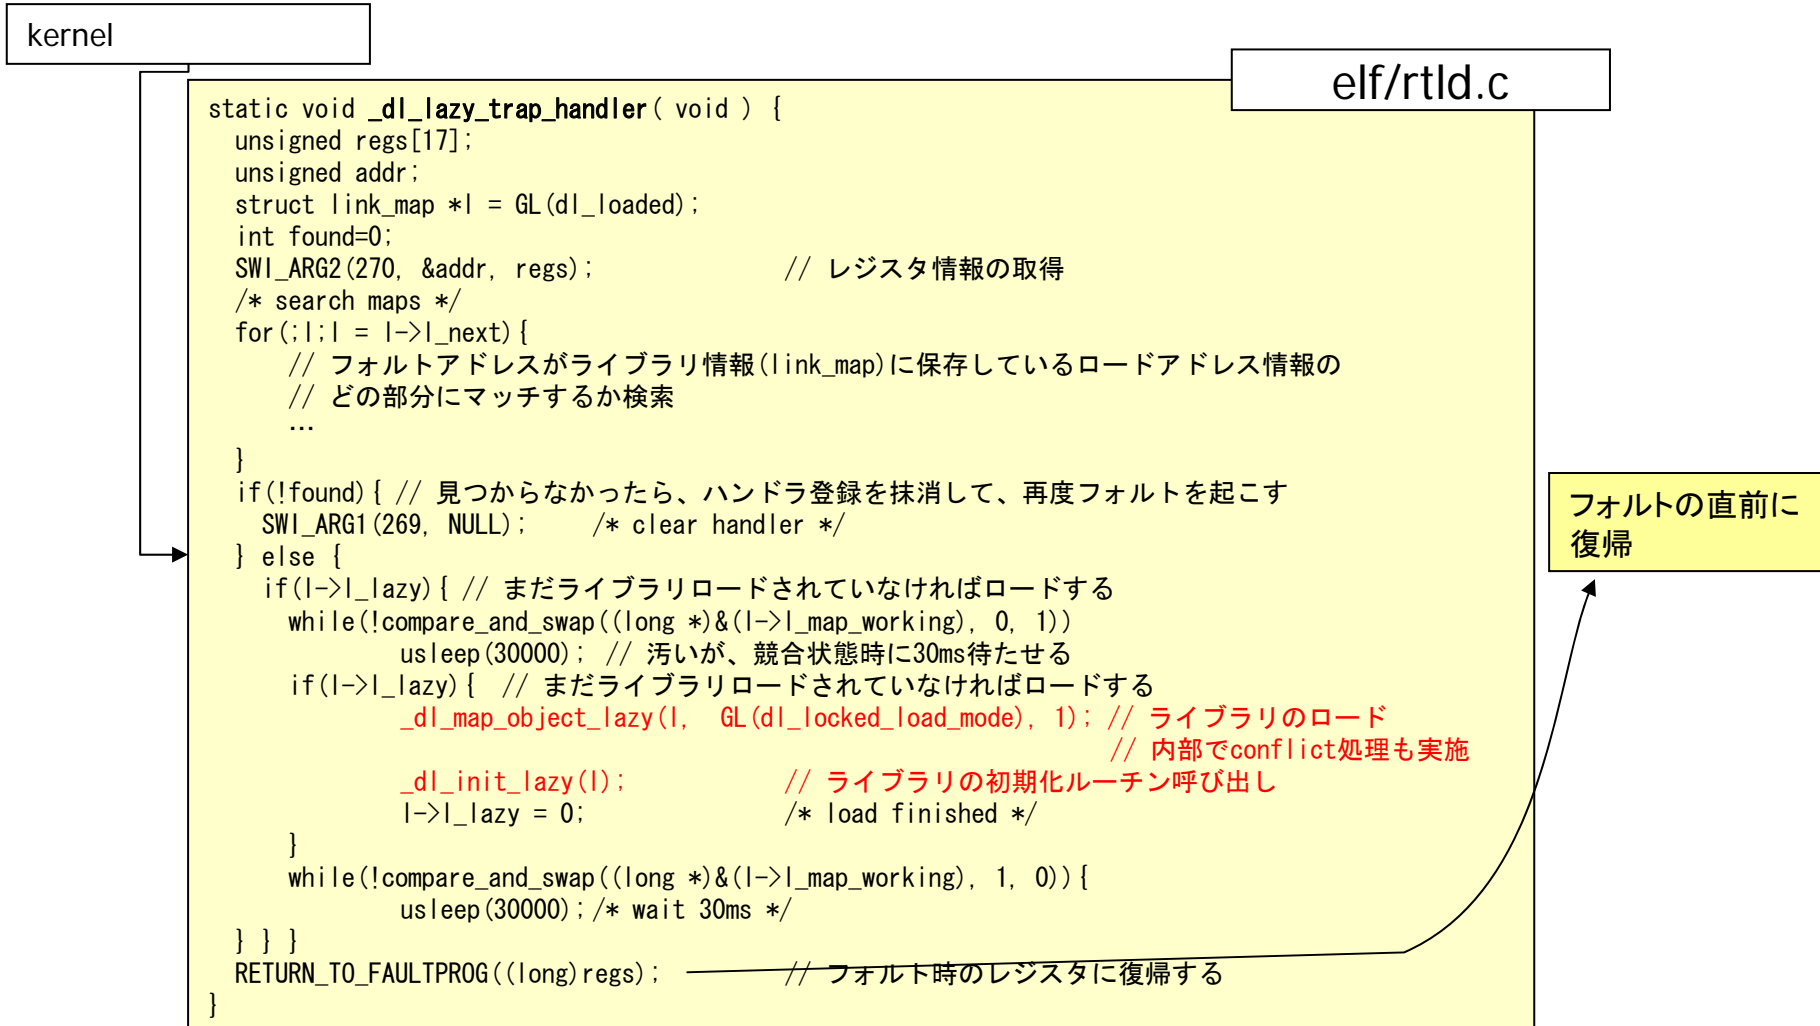 kernel
elf/rtld.c
static void _dl_lazy_trap_handler( void ) {
unsigned regs[17];
unsigned addr;
struct link_map *l = GL(dl_loaded);
int found=0;
SWI_ARG2(270, &addr, regs); // レジスタ情報の取得
/* search maps */
for(;l;l = l->l_next){
// フォルトアドレスがライブラリ情報(link_map)に保存しているロードアドレス情報の
// どの部分にマッチするか検索
…
}
if(!found){ // 見つからなかったら、ハンドラ登録を抹消して、再度フォルトを起こす
SWI_ARG1(269, NULL); /* clear handler */
} else {
if(l->l_lazy){ // まだライブラリロードされていなければロードする
while(!compare_and_swap((long *)&(l->l_map_working), 0, 1))
usleep(30000); // 汚いが、競合状態時に30ms待たせる
if(l->l_lazy){ // まだライブラリロードされていなければロードする
_dl_map_object_lazy(l, GL(dl_locked_load_mode), 1); // ライブラリのロード
// 内部でconflict処理も実施
_dl_init_lazy(l); // ライブラリの初期化ルーチン呼び出し
l->l_lazy = 0; /* load finished */
}
while(!compare_and_swap((long *)&(l->l_map_working), 1, 0)){
usleep(30000);/* wait 30ms */
} } }
RETURN_TO_FAULTPROG((long)regs); // フォルト時のレジスタに復帰する
}
フォルトの直前に
復帰